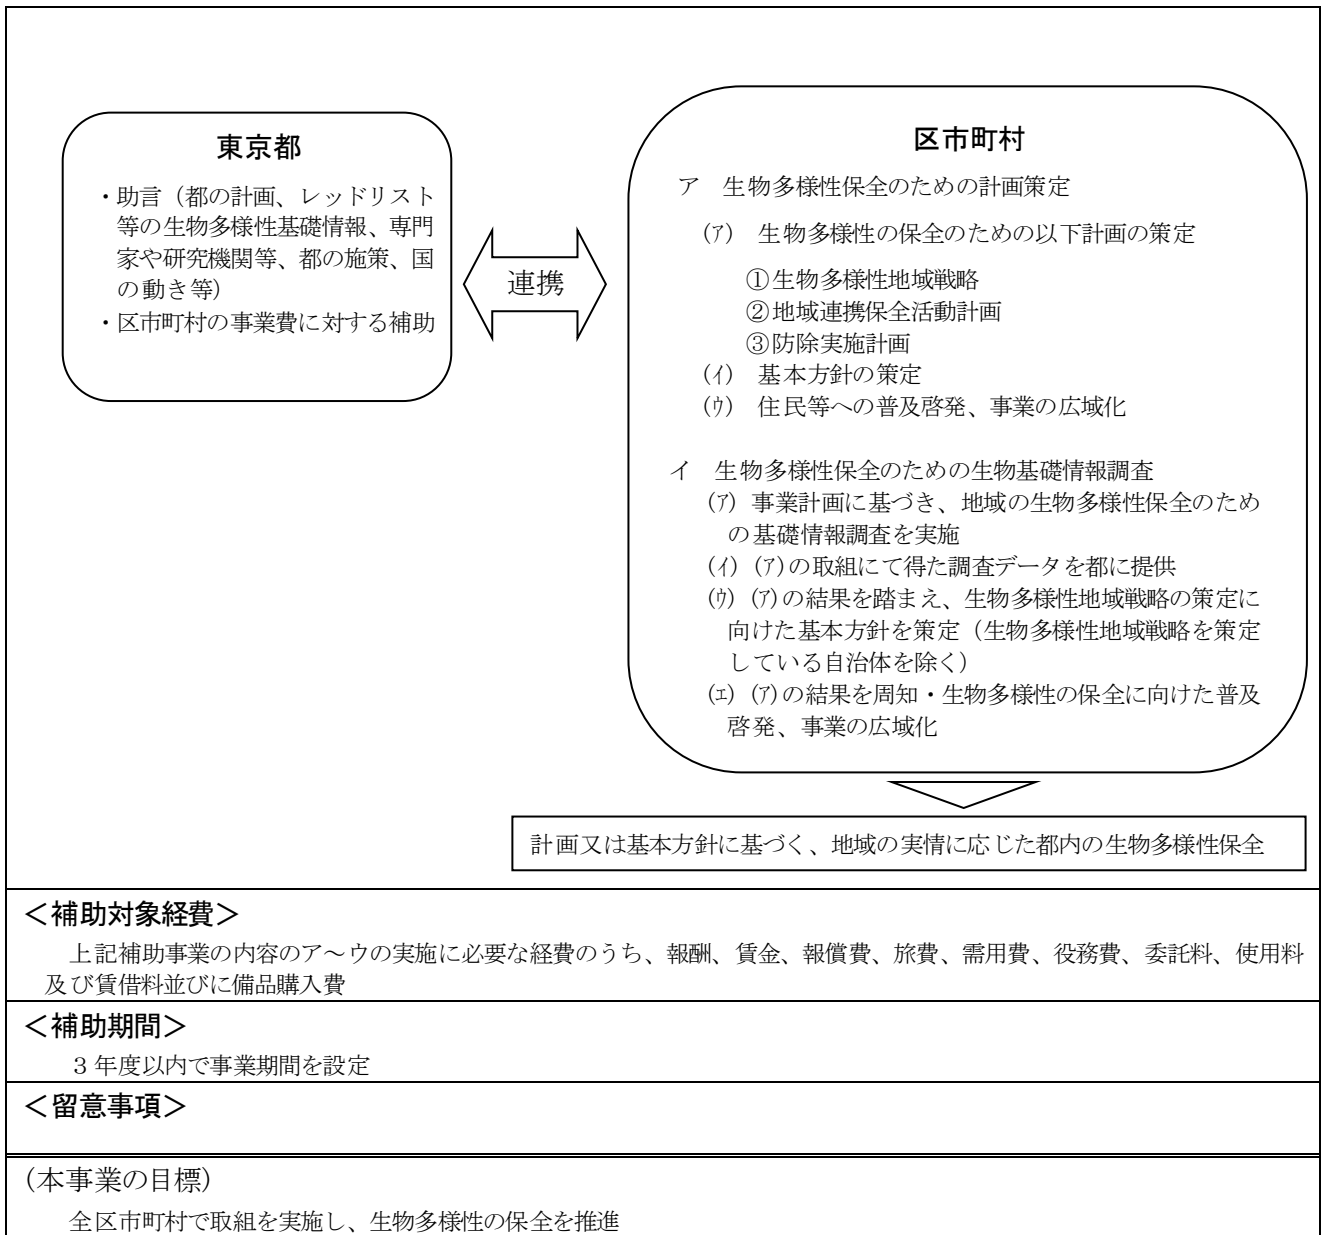 東京都
・助言（都の計画、レッドリスト
等の生物多様性基礎情報、専門
家や研究機関等、都の施策、国
の動き等）
・区市町村の事業費に対する補助
連携
区市町村
ア　生物多様性保全のための計画策定
(ｱ)　生物多様性の保全のための以下計画の策定
①生物多様性地域戦略
②地域連携保全活動計画
③防除実施計画
(ｲ)　基本方針の策定
(ｳ)　住民等への普及啓発、事業の広域化
イ　生物多様性保全のための生物基礎情報調査
(ｱ) 事業計画に基づき、地域の生物多様性保全のため
の基礎情報調査を実施
(ｲ) (ｱ)の取組にて得た調査データを都に提供
(ｳ) (ｱ)の結果を踏まえ、生物多様性地域戦略の策定に
向けた基本方針を策定（生物多様性地域戦略を策定
している自治体を除く）
(ｴ) (ｱ)の結果を周知・生物多様性の保全に向けた普及
啓発、事業の広域化
計画又は基本方針に基づく、地域の実情に応じた都内の生物多様性保全
＜補助対象経費＞
上記補助事業の内容のア～ウの実施に必要な経費のうち、報酬、賃金、報償費、旅費、需用費、役務費、委託料、使用料
及び賃借料並びに備品購入費
＜補助期間＞
３年度以内で事業期間を設定
＜留意事項＞
（本事業の目標）
全区市町村で取組を実施し、生物多様性の保全を推進